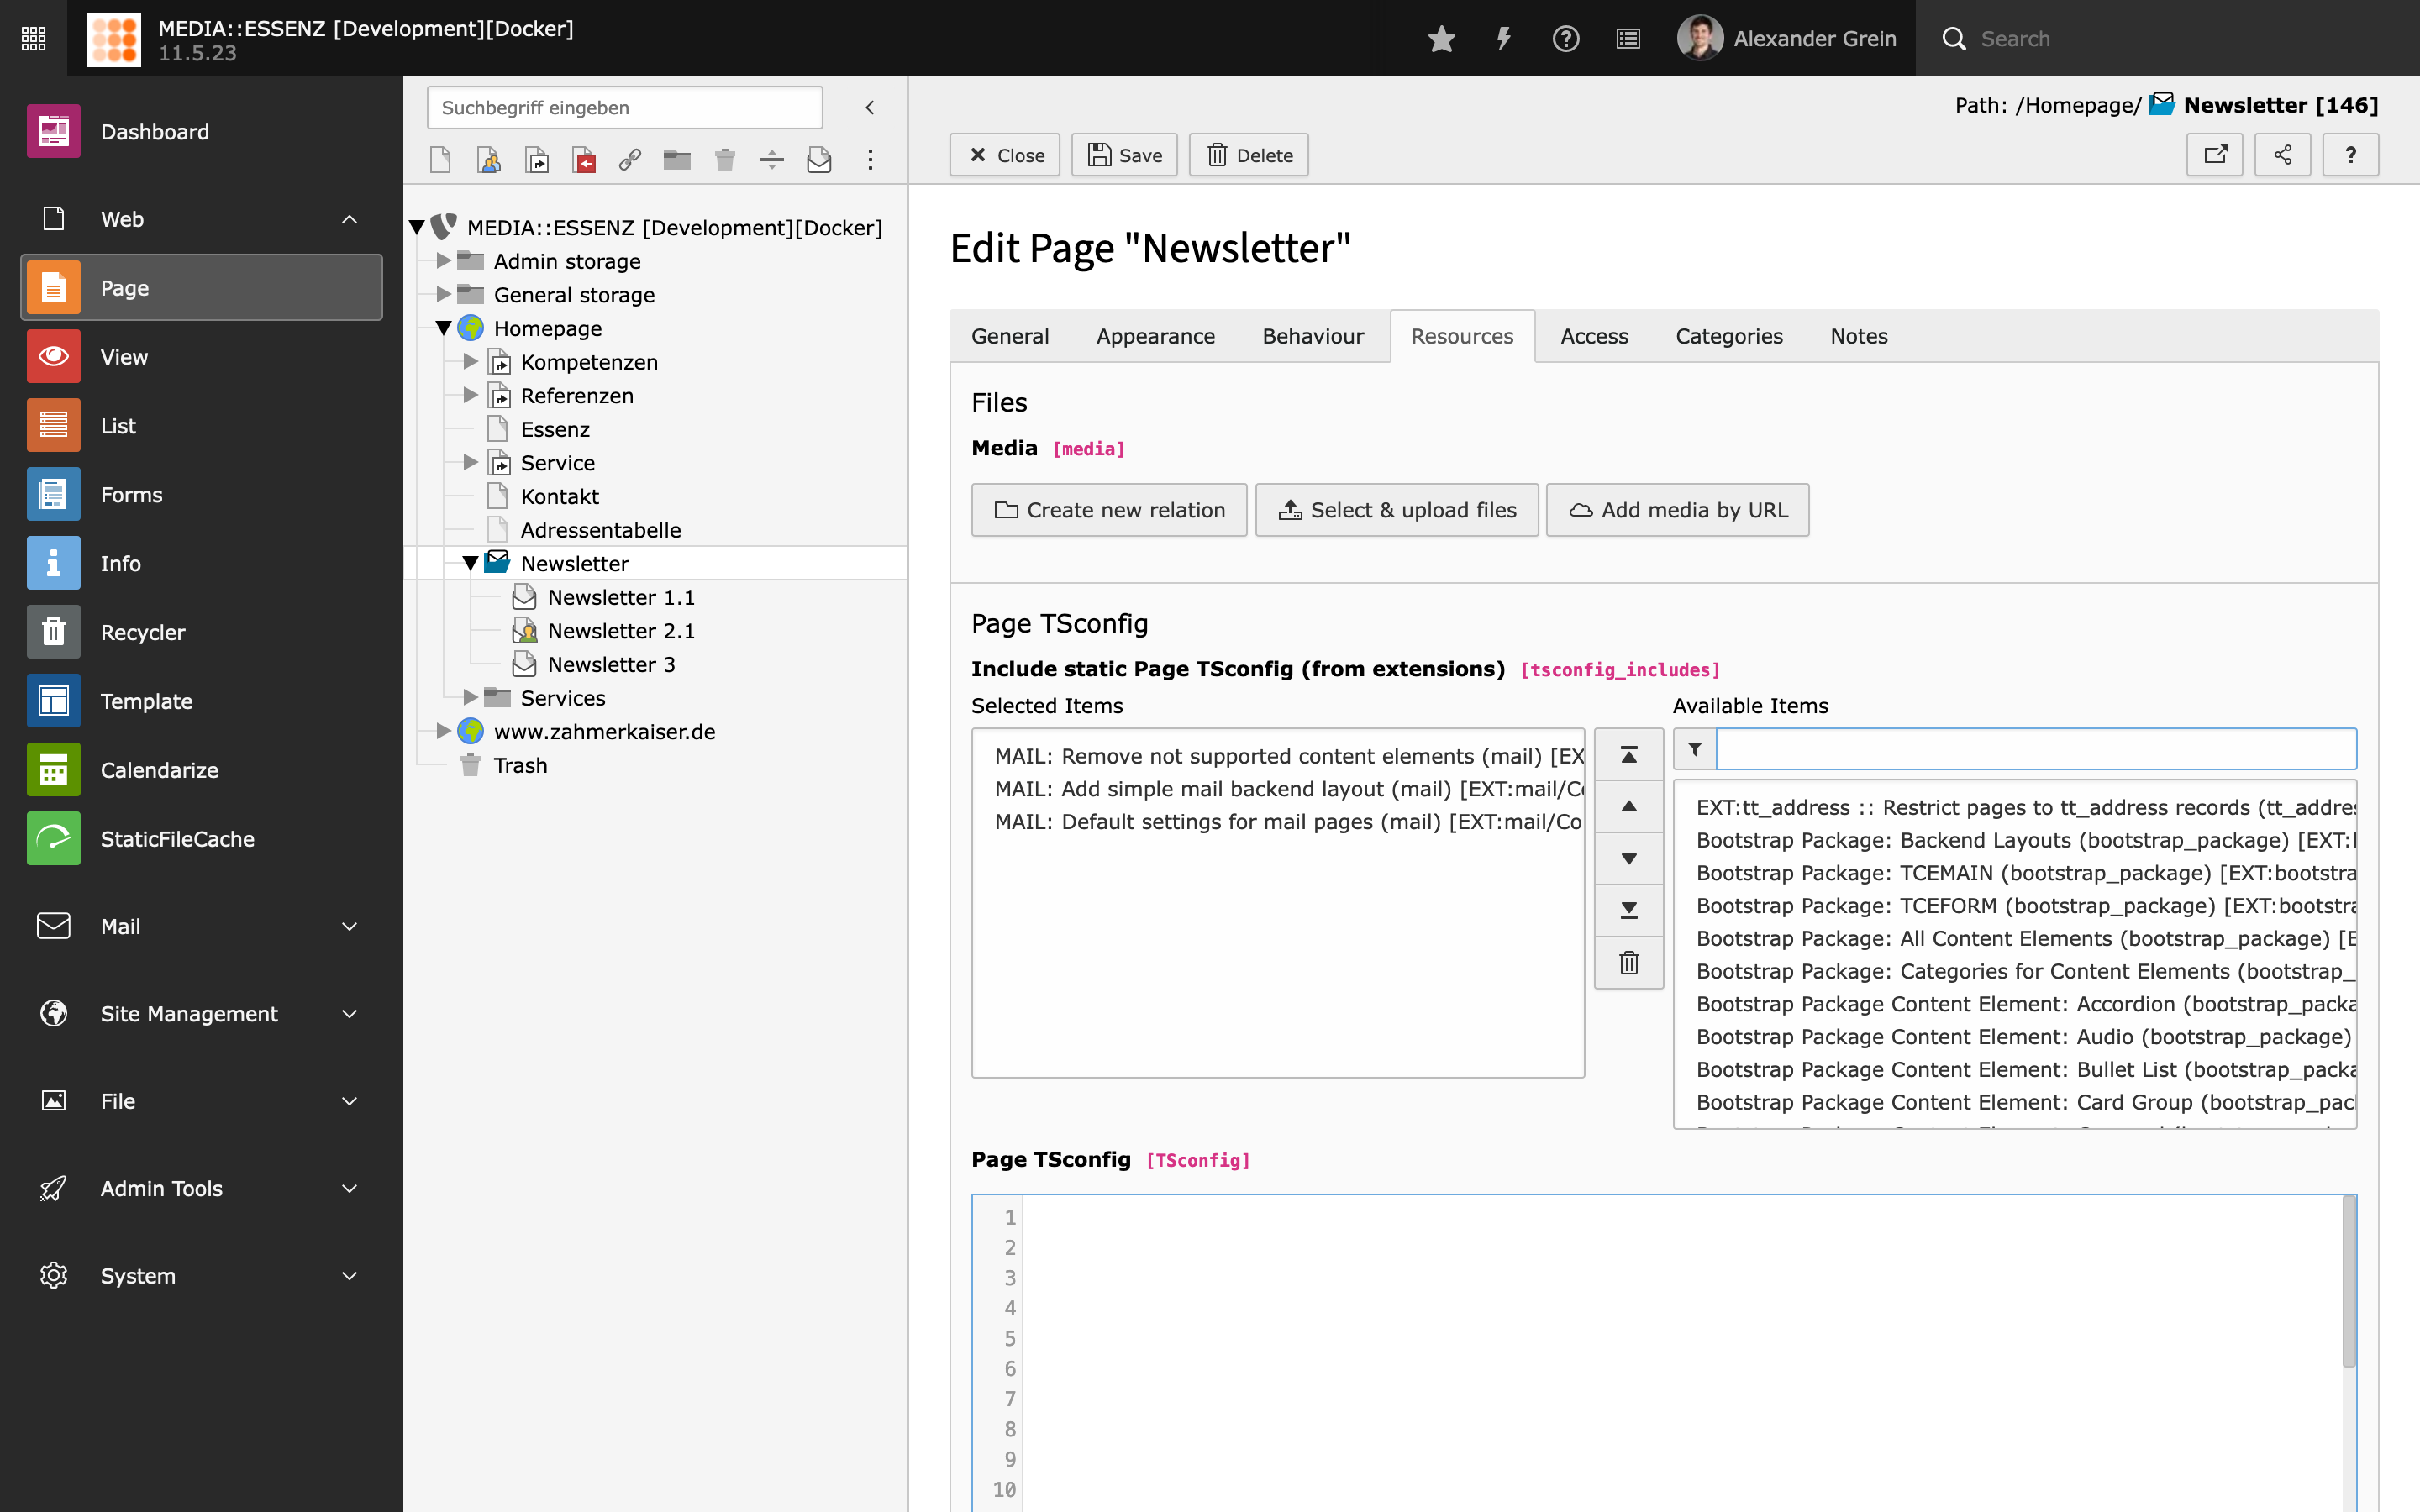 MEDIA::ESSENZ [Development][Docker]
11.5.23
Alexander Grein
Search
Dashboard
Web
Page
View
List
Forms
Info
Recycler
Template
Calendarize
StaticFileCache
Mail
Site Management
File
Admin Tools
System
Suchbegriff eingeben
MEDIA::ESSENZ [Development][Docker]
Admin storage
General storage
Homepage
Kompetenzen
Referenzen
Essenz
Service
Kontakt
Adressentabelle
Newsletter
Newsletter 1.1
Newsletter 2.1
Newsletter 3
Services
www.zahmerkaiser.de
Trash
Path: /Homepage/ Newsletter [146]
Close
Save
Delete
?
Edit Page "Newsletter"
General
Appearance
Behaviour
Resources
Access
Categories
Notes
Files
Media [media]
Create new relation
Select & upload files
Add media by URL
Page TSconfig
Include static Page TSconfig (from extensions) [tsconfig_includes]
Selected Items
MAIL: Remove not supported content elements (mail) [EX
MAIL: Add simple mail backend layout (mail) [EXT:mail/Co
MAIL: Default settings for mail pages (mail) [EXT:mail/Co
Available Items
EXT:tt_address :: Restrict pages to tt_address records (tt_addres
Bootstrap Package: Backend Layouts (bootstrap_package) [EXT:
Bootstrap Package: TCEMAIN (bootstrap_package) [EXT:bootstra
Bootstrap Package: TCEFORM (bootstrap_package) [EXT:bootstra
Bootstrap Package: All Content Elements (bootstrap_package) [E
Bootstrap Package: Categories for Content Elements (bootstrap_
Bootstrap Package Content Element: Accordion (bootstrap_packa
Bootstrap Package Content Element: Audio (bootstrap_package)
Bootstrap Package Content Element: Bullet List (bootstrap_packa
Bootstrap Package Content Element: Card Group (bootstrap_pac
Page TSconfig [TSconfig]
1
2
3
4
5
6
7
8
9
10